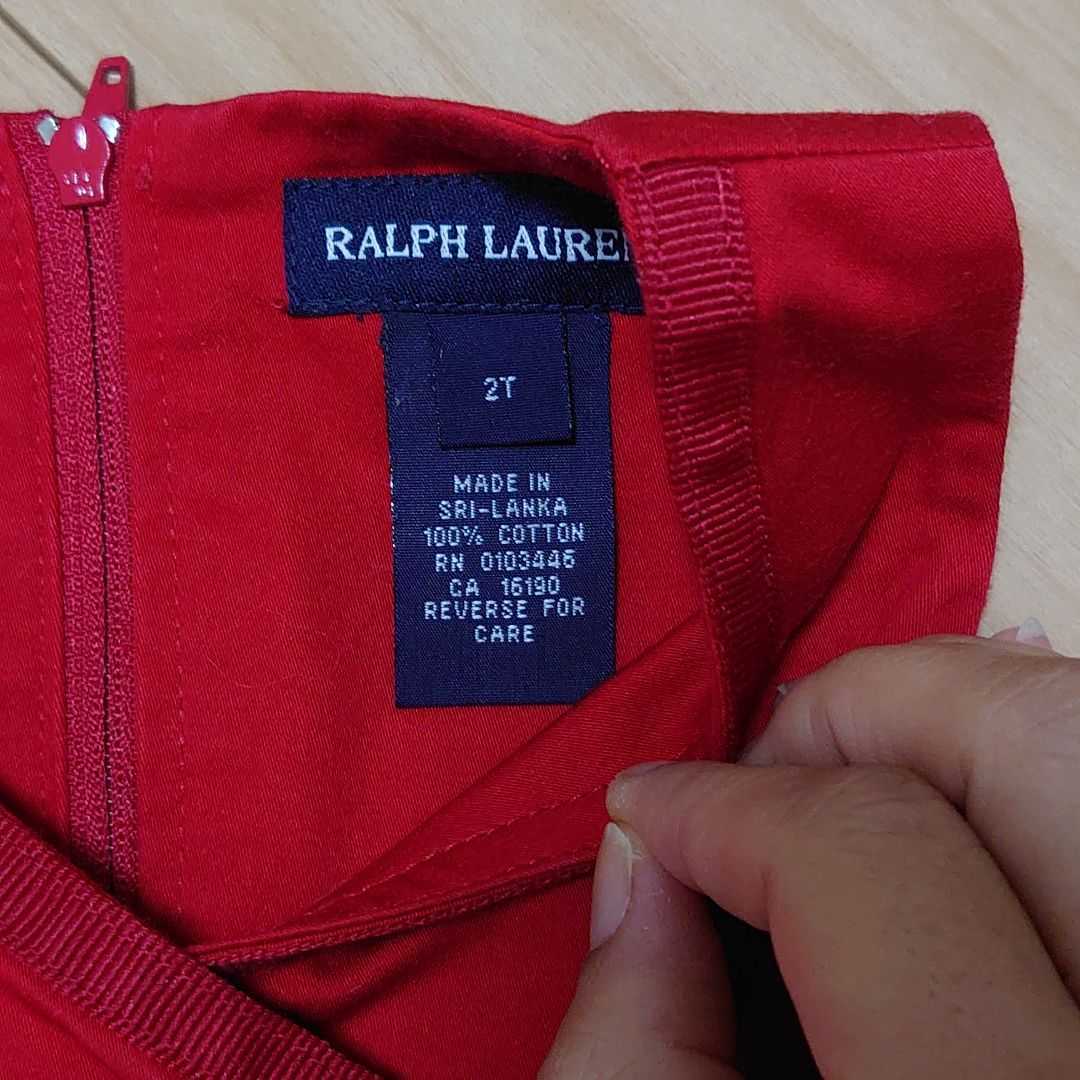 RALPH LAUREN
2T
MADE IN
SRI-LANKA
100% COTTON
RN 0103446
CA 16190
REVERSE FOR
CARE